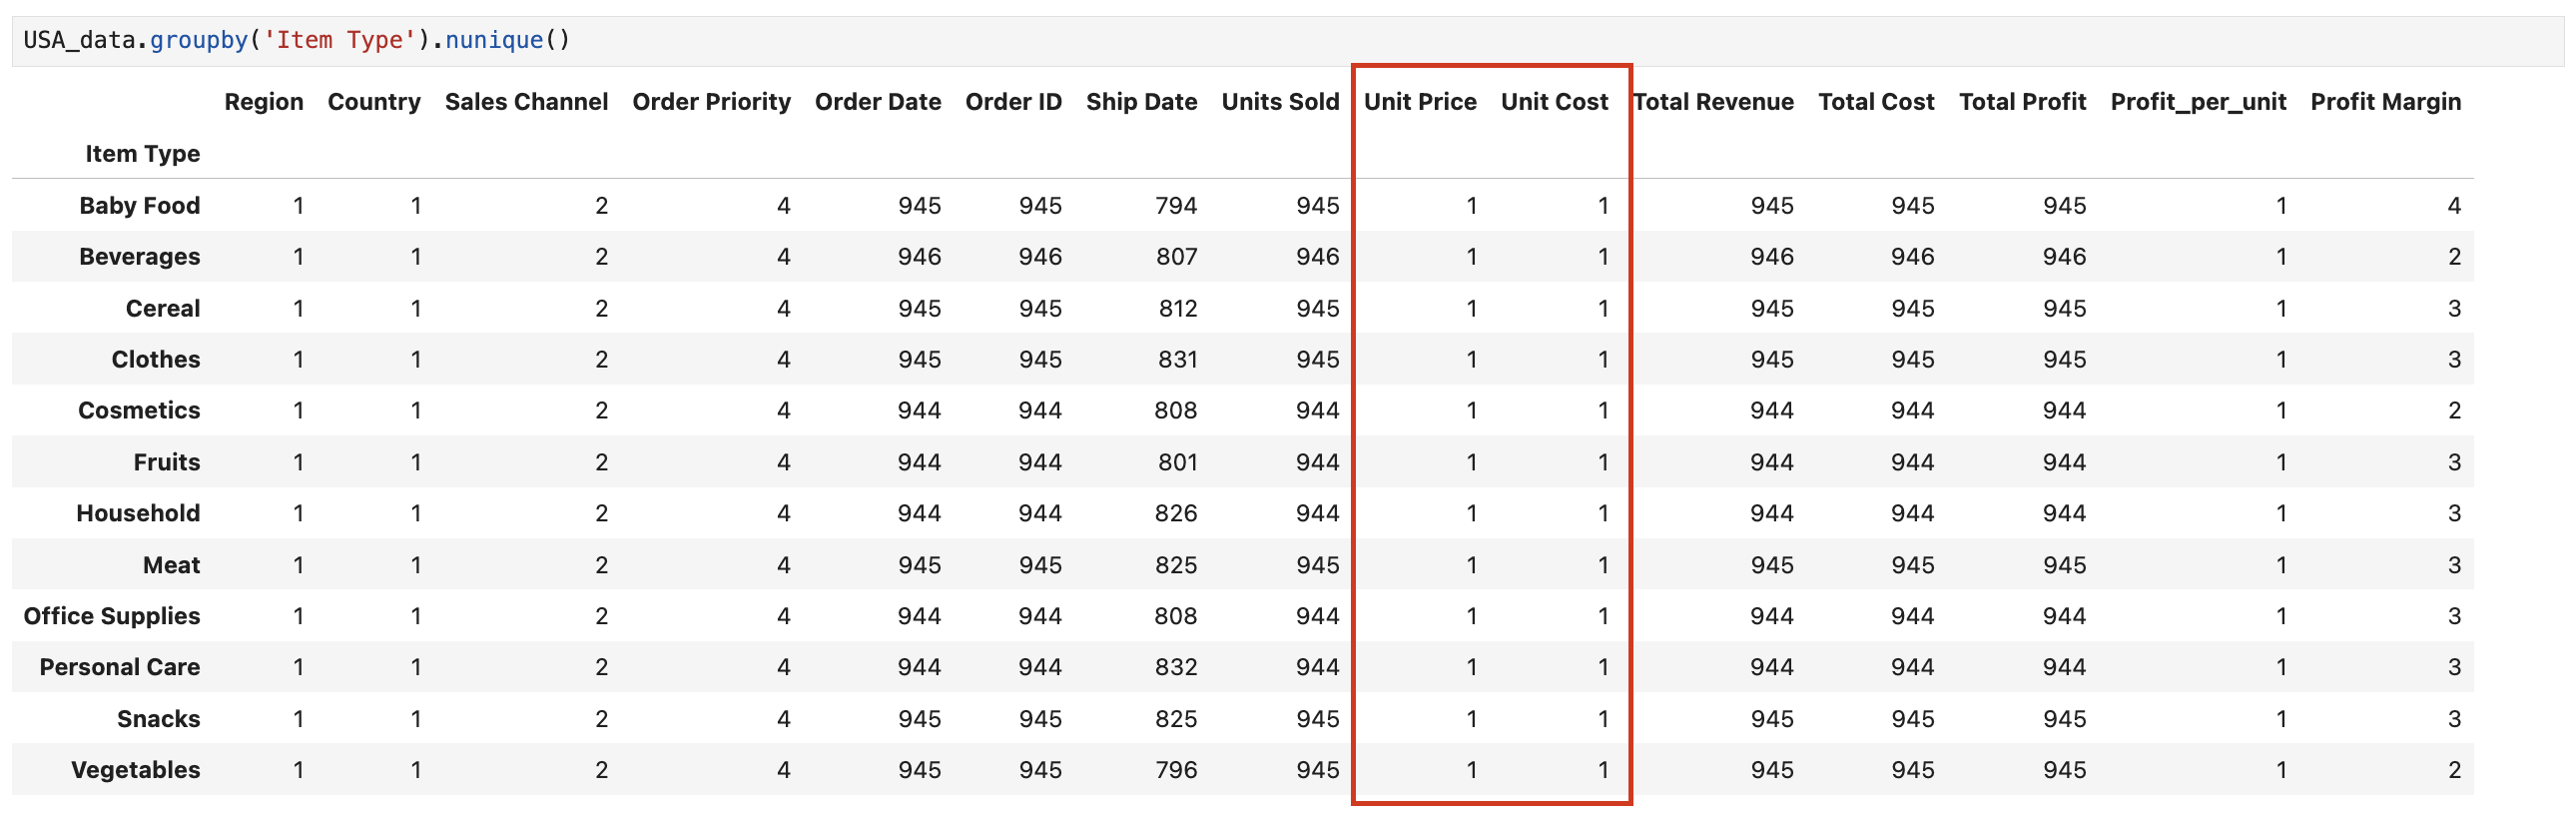 USA_data.groupby('Item Type').nunique()
Region Country Sales Channel Order Priority Order Date Order ID Ship Date Units Sold Unit Price Unit Cost Total Revenue Total Cost Total Profit Profit_per_unit Profit Margin
Item Type
Baby Food 1 1 2 4 945 945 794 945 1 1 945 945 945 1 4
Beverages 1 1 2 4 946 946 807 946 1 1 946 946 946 1 2
Cereal 1 1 2 4 945 945 812 945 1 1 945 945 945 1 3
Clothes 1 1 2 4 945 945 831 945 1 1 945 945 945 1 3
Cosmetics 1 1 2 4 944 944 808 944 1 1 944 944 944 1 2
Fruits 1 1 2 4 944 944 801 944 1 1 944 944 944 1 3
Household 1 1 2 4 944 944 826 944 1 1 944 944 944 1 3
Meat 1 1 2 4 945 945 825 945 1 1 945 945 945 1 3
Office Supplies 1 1 2 4 944 944 808 944 1 1 944 944 944 1 3
Personal Care 1 1 2 4 944 944 832 944 1 1 944 944 944 1 3
Snacks 1 1 2 4 945 945 825 945 1 1 945 945 945 1 3
Vegetables 1 1 2 4 945 945 796 945 1 1 945 945 945 1 2